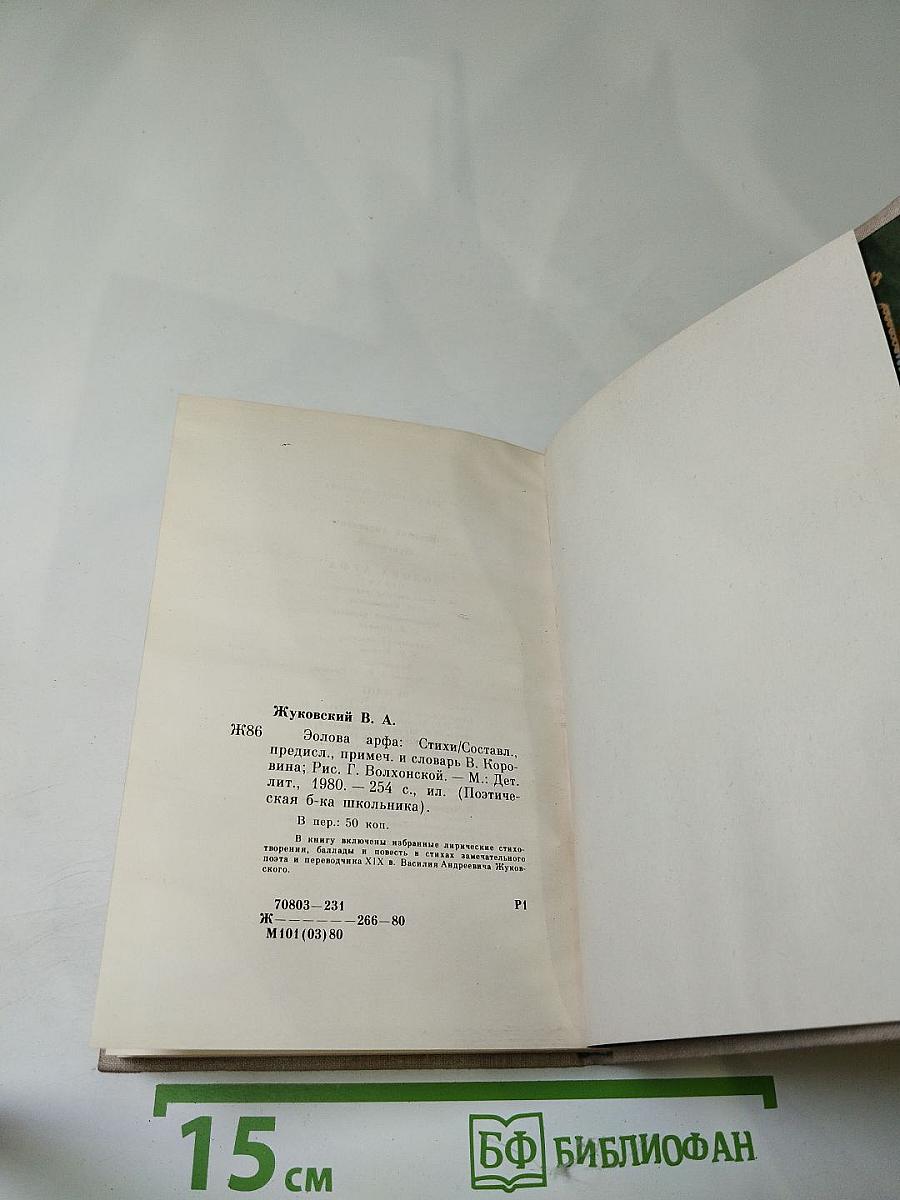 Жуковский В. А.
Ж86 Эолова арфа: Стихи/Составл.,
предисл., примеч. и словарь В. Коро-
вина; Рис. Г. Волхонской. — М.: Дет.
лит., 1980. — 254 с., ил. (Поэтиче-
ская б-ка школьника).
В пер.: 50 коп.
В книгу включены избранные лирические стихо-
творения, баллады и повесть в стихах замечательного
поэта и переводчика XIX в. Василия Андреевича Жуков-
ского.
70803—231 Р1
Ж——————266—80
М101(03)80
15 см
БФ БИБЛИОФАН